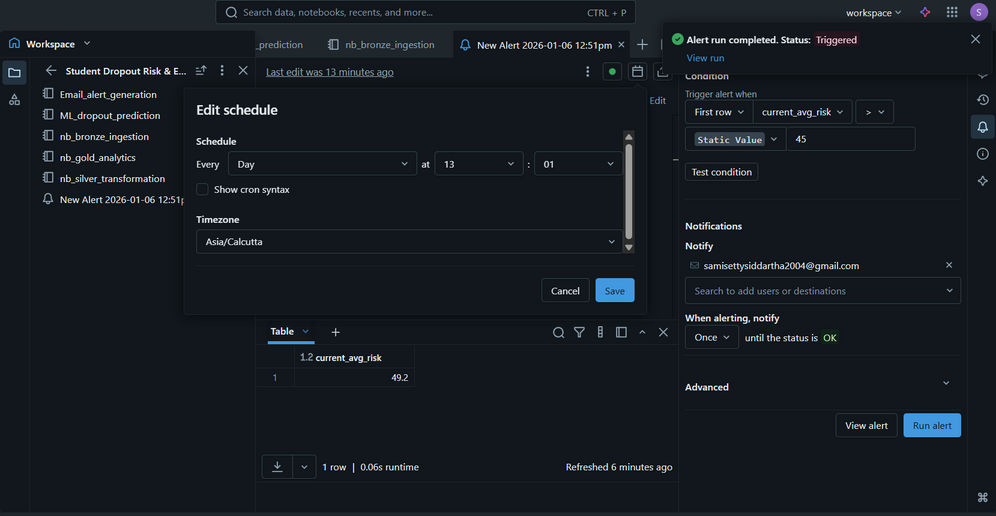 Search data, notebooks, recents, and more...
CTRL + P
workspace
S
Workspace
_prediction
nb_bronze_ingestion
New Alert 2026-01-06 12:51pm
Alert run completed. Status: Triggered
View run
Student Dropout Risk & E...
Last edit was 13 minutes ago
Email_alert_generation
ML_dropout_prediction
nb_bronze_ingestion
nb_gold_analytics
nb_silver_transformation
New Alert 2026-01-06 12:51p
Edit schedule
Schedule
Every Day at 13 : 01
Show cron syntax
Timezone
Asia/Calcutta
Cancel
Save
Edit
Table
1.2 current_avg_risk
1 49.2
1 row | 0.06s runtime
Refreshed 6 minutes ago
Condition
Trigger alert when
First row current_avg_risk >
Static Value 45
Test condition
Notifications
Notify
samisettysiddartha2004@gmail.com
Search to add users or destinations
When alerting, notify
Once until the status is OK
Advanced
View alert
Run alert